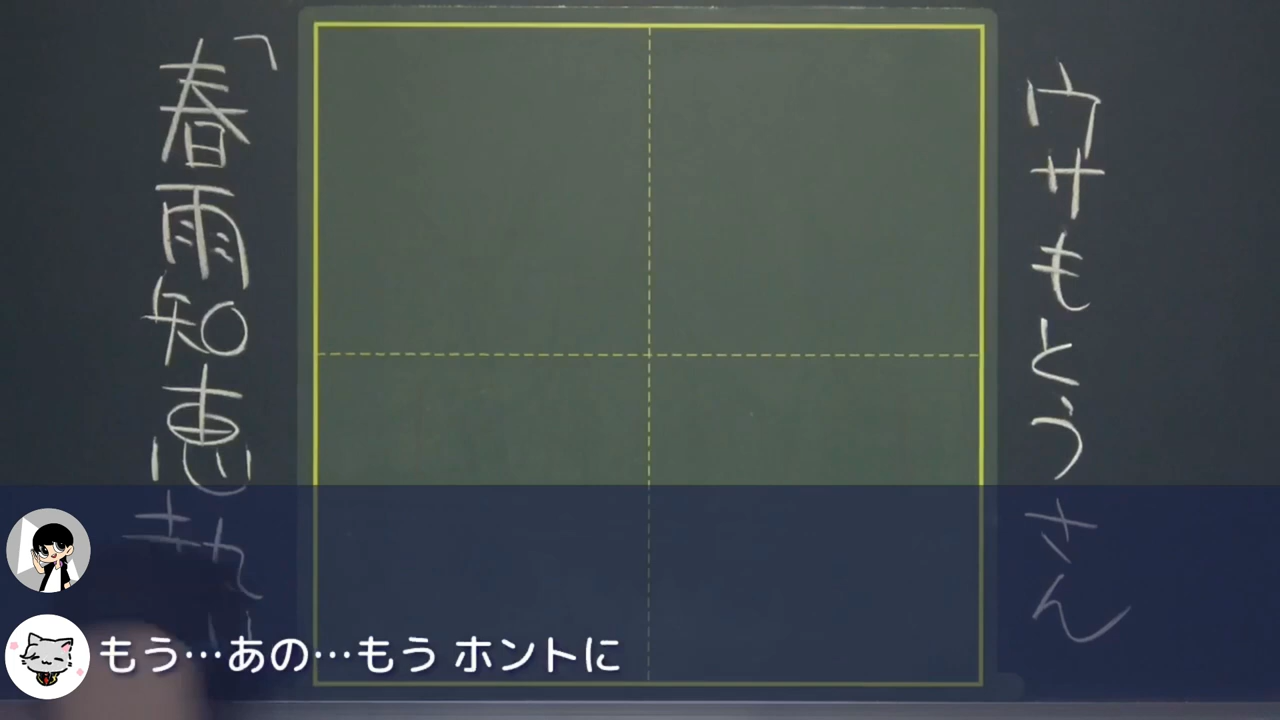 ウサもとうさん
「春雨知恵熱
もう…あの…もう ホントに